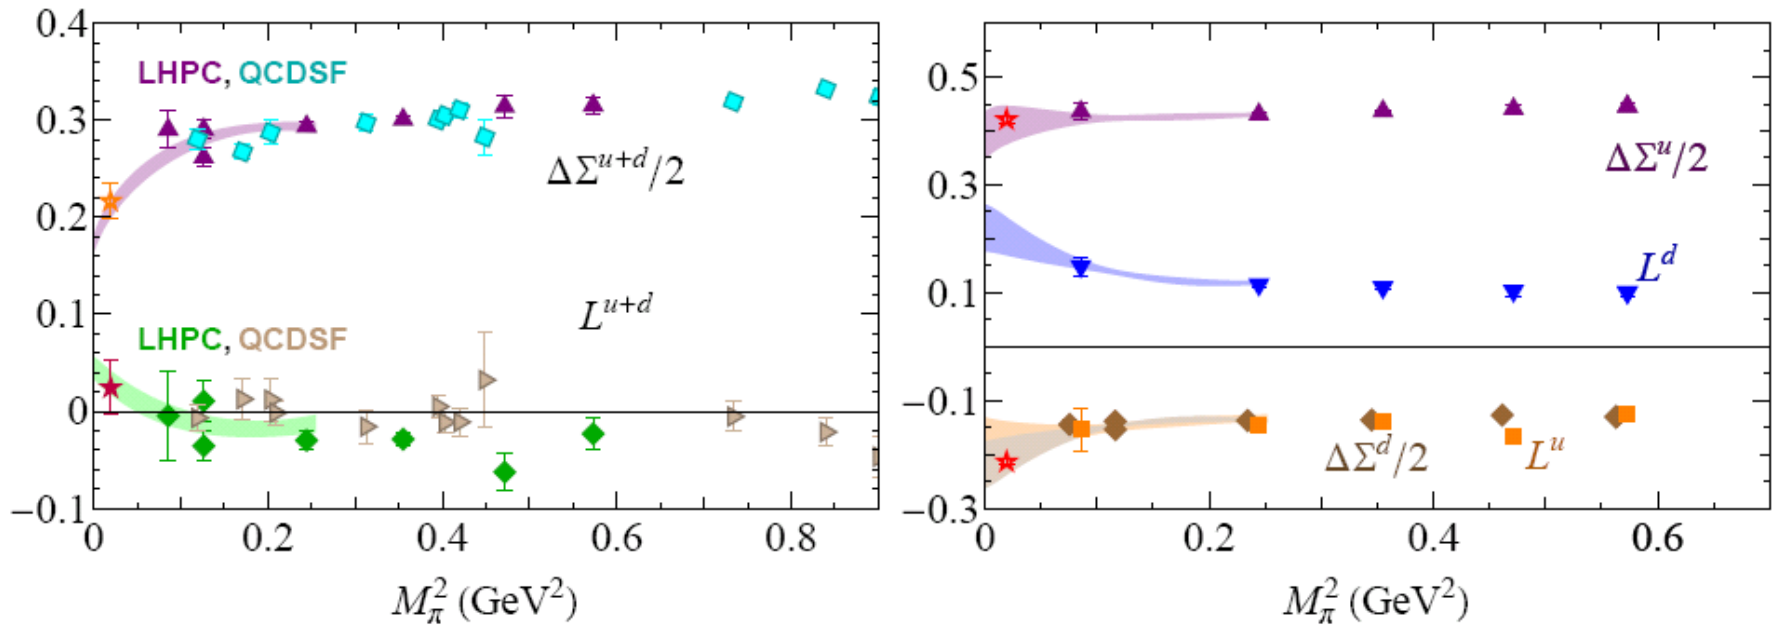 0.4
LHPC, QCDSF
0.3
ΔΣ^{u+d}/2
0.2
0.1
L^{u+d}
LHPC, QCDSF
0
−0.1
0 0.2 0.4 0.6 0.8
M_π^2 (GeV^2)
0.5
ΔΣ^u/2
0.3
L^d
0.1
−0.1
ΔΣ^d/2 L^u
−0.3
0 0.2 0.4 0.6
M_π^2 (GeV^2)